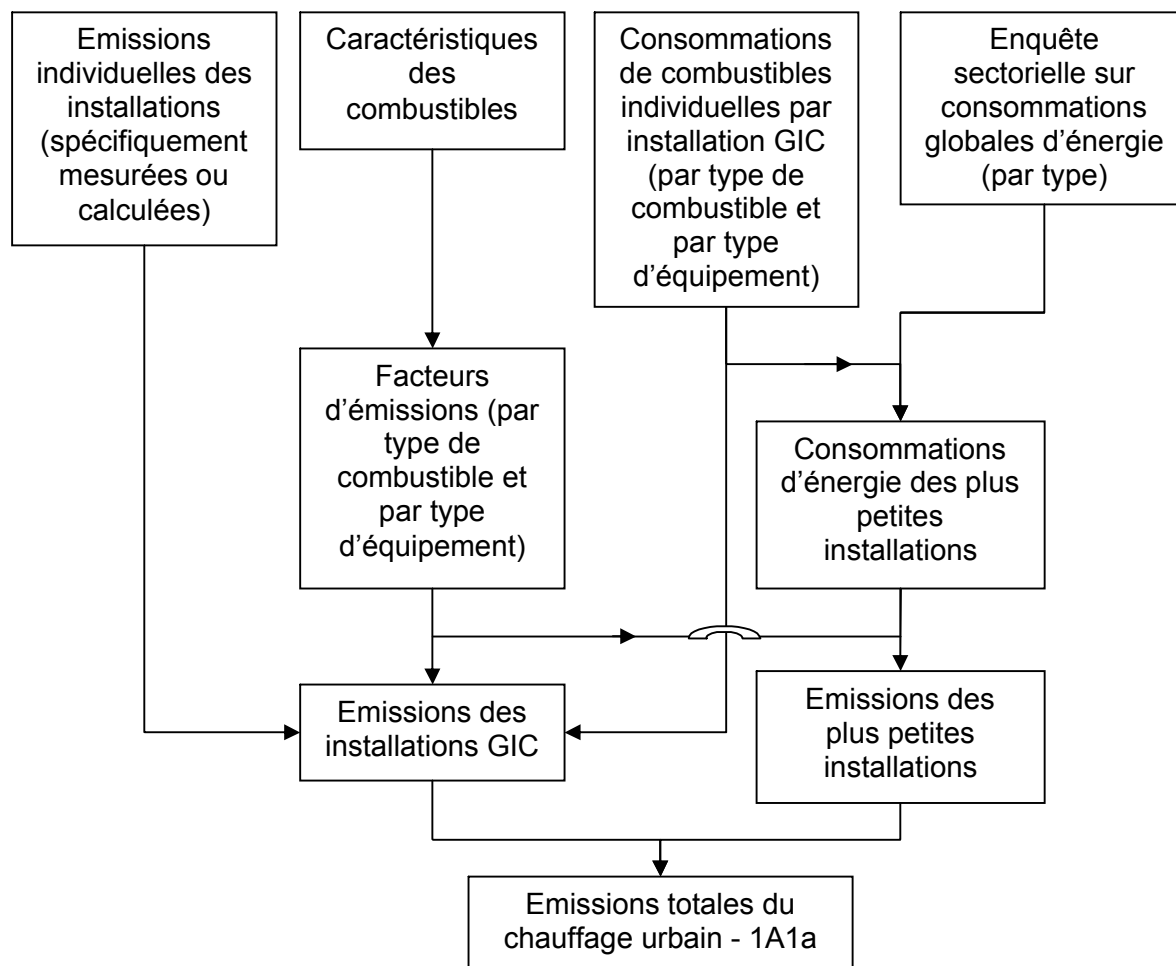 Emissions
individuelles des
installations
(spécifiquement
mesurées ou
calculées)
Caractéristiques
des
combustibles
Consommations
de combustibles
individuelles par
installation GIC
(par type de
combustible et
par type
d’équipement)
Enquête
sectorielle sur
consommations
globales d’énergie
(par type)
Facteurs
d’émissions (par
type de
combustible et
par type
d’équipement)
Consommations
d’énergie des plus
petites
installations
Emissions des
installations GIC
Emissions des
plus petites
installations
Emissions totales du
chauffage urbain - 1A1a